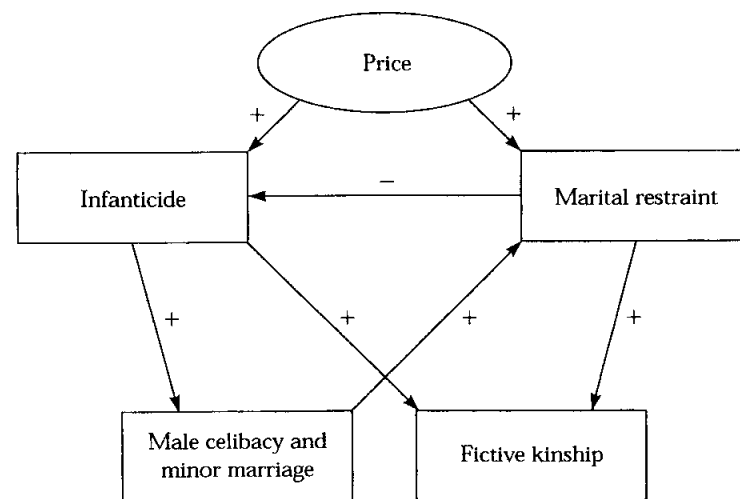 Price
+
+
Infanticide
−
Marital restraint
+
+
+
+
Male celibacy and
minor marriage
Fictive kinship